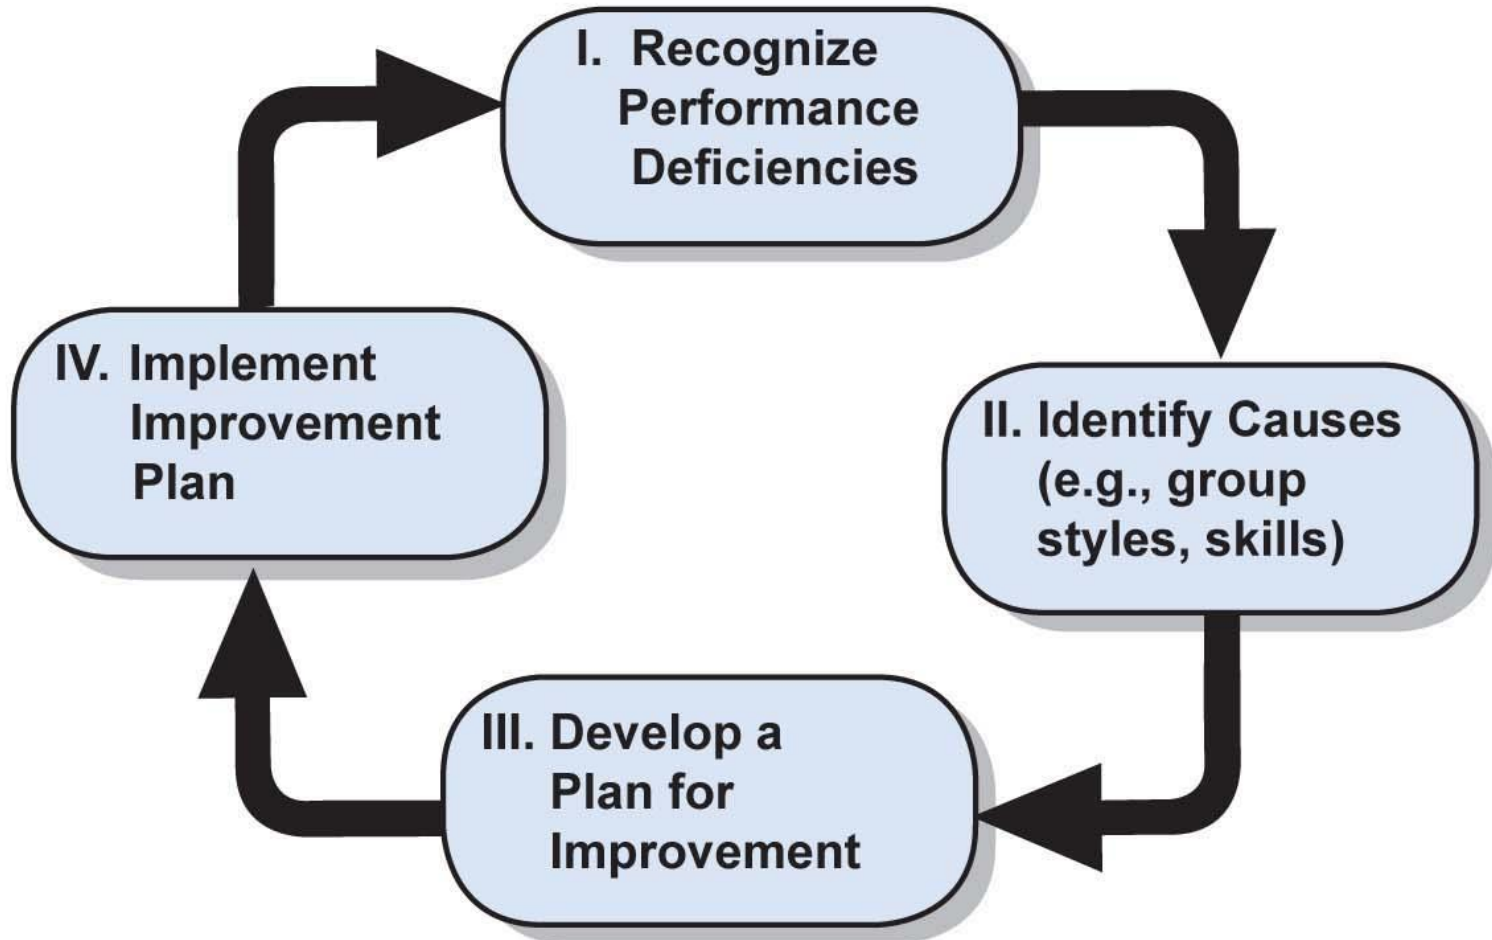 I. Recognize
Performance
Deficiencies
II. Identify Causes
(e.g., group
styles, skills)
III. Develop a
Plan for
Improvement
IV. Implement
Improvement
Plan